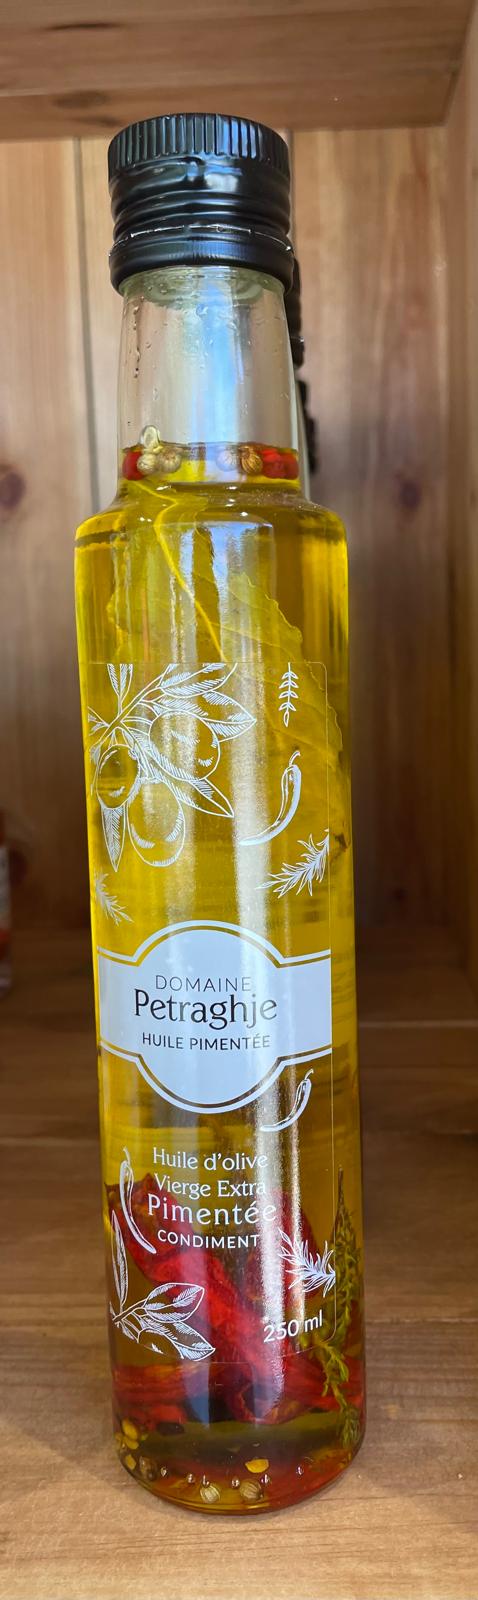 DOMAINE
Petraghje
HUILE PIMENTÉE
Huile d'olive
Vierge Extra
Pimentée
CONDIMENT
250 ml